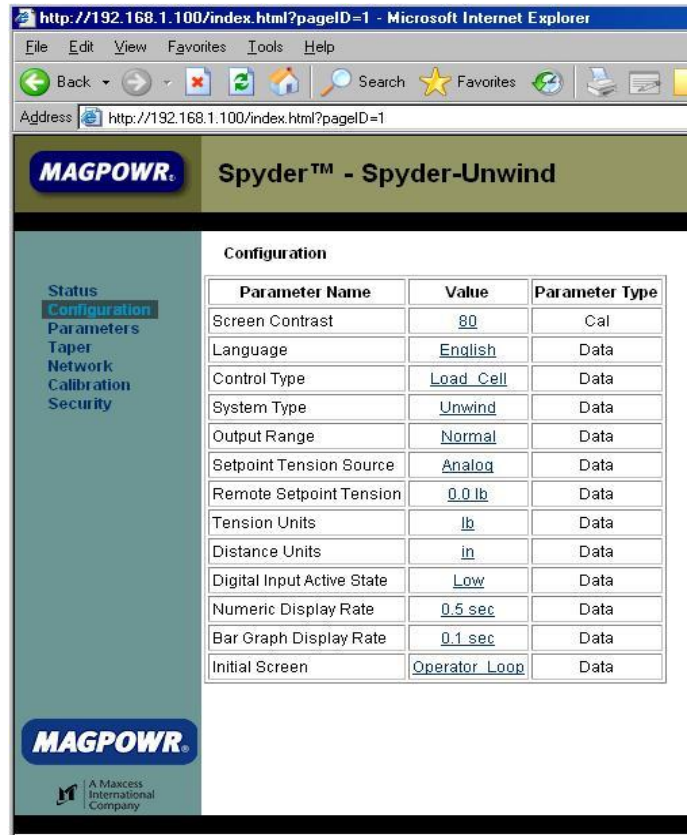 http://192.168.1.100/index.html?pageID=1 - Microsoft Internet Explorer
File Edit View Favorites Tools Help
Back Search Favorites
Address http://192.168.1.100/index.html?pageID=1
MAGPOWR® Spyder™ - Spyder-Unwind
Configuration
Status
Configuration
Parameters
Taper
Network
Calibration
Security
Parameter Name Value Parameter Type
Screen Contrast 80 Cal
Language English Data
Control Type Load_Cell Data
System Type Unwind Data
Output Range Normal Data
Setpoint Tension Source Analog Data
Remote Setpoint Tension 0.0 lb Data
Tension Units lb Data
Distance Units in Data
Digital Input Active State Low Data
Numeric Display Rate 0.5 sec Data
Bar Graph Display Rate 0.1 sec Data
Initial Screen Operator_Loop Data
MAGPOWR®
A Maxcess
International
Company